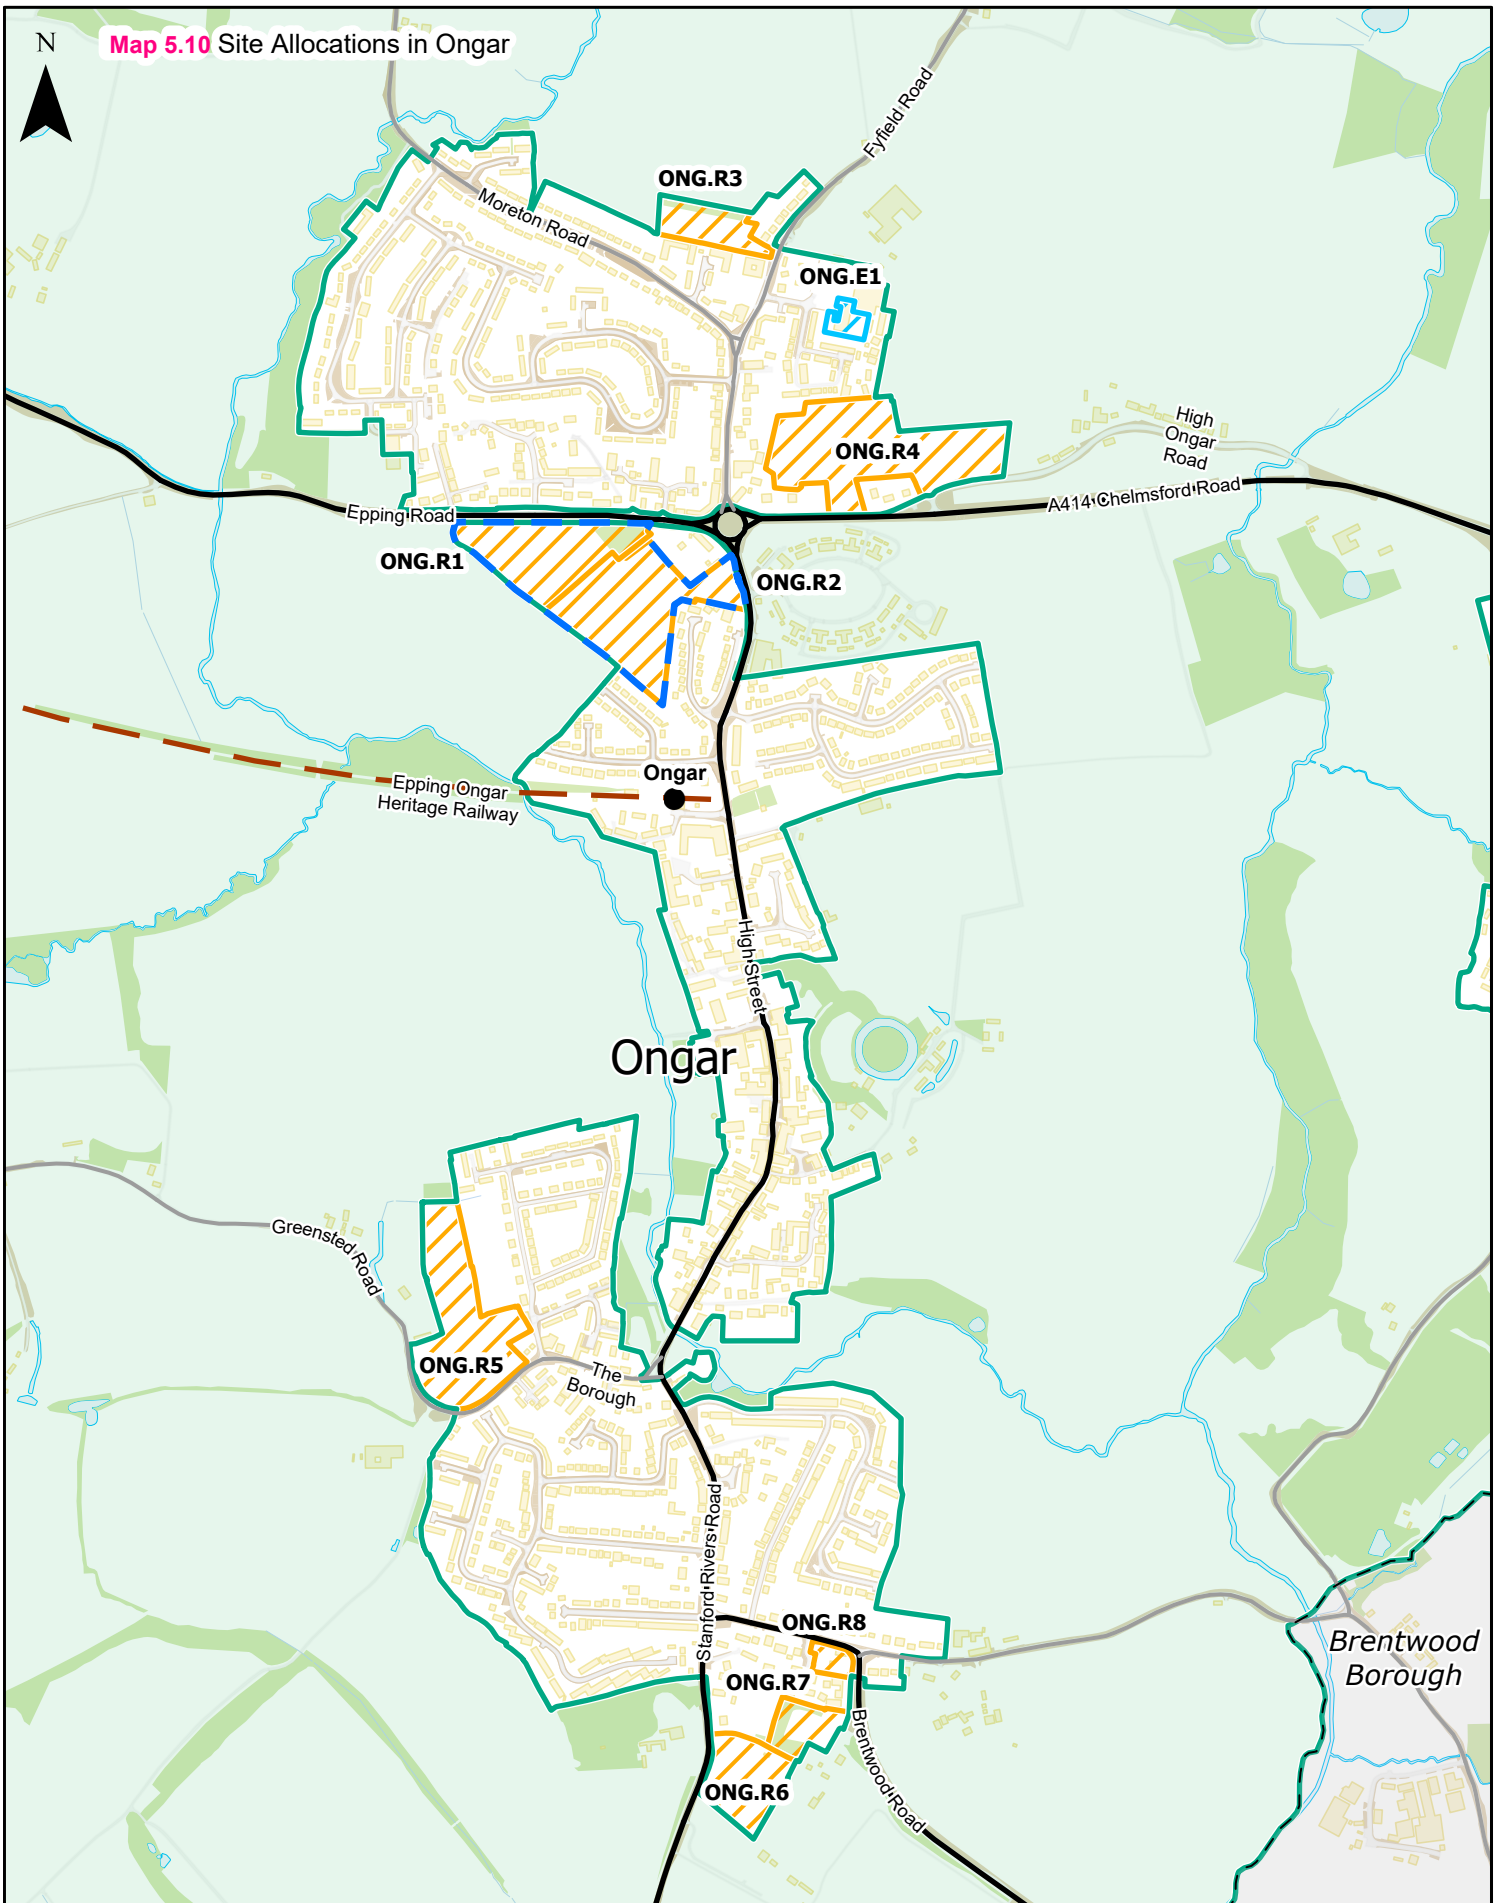 N
Map 5.10 Site Allocations in Ongar
Fyfield Road
ONG.R3
Moreton Road
ONG.E1
High
Ongar
Road
ONG.R4
A414 Chelmsford Road
Epping Road
ONG.R1
ONG.R2
Ongar
Epping Ongar
Heritage Railway
High Street
Ongar
Greensted Road
ONG.R5
The
Borough
Stanford Rivers Road
ONG.R8
Brentwood
Borough
ONG.R7
Brentwood Road
ONG.R6